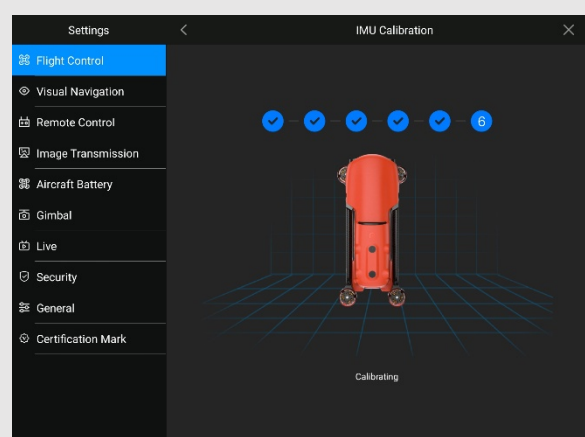 Settings
IMU Calibration
Flight Control
Visual Navigation
Remote Control
Image Transmission
Aircraft Battery
Gimbal
Live
Security
General
Certification Mark
6
Calibrating